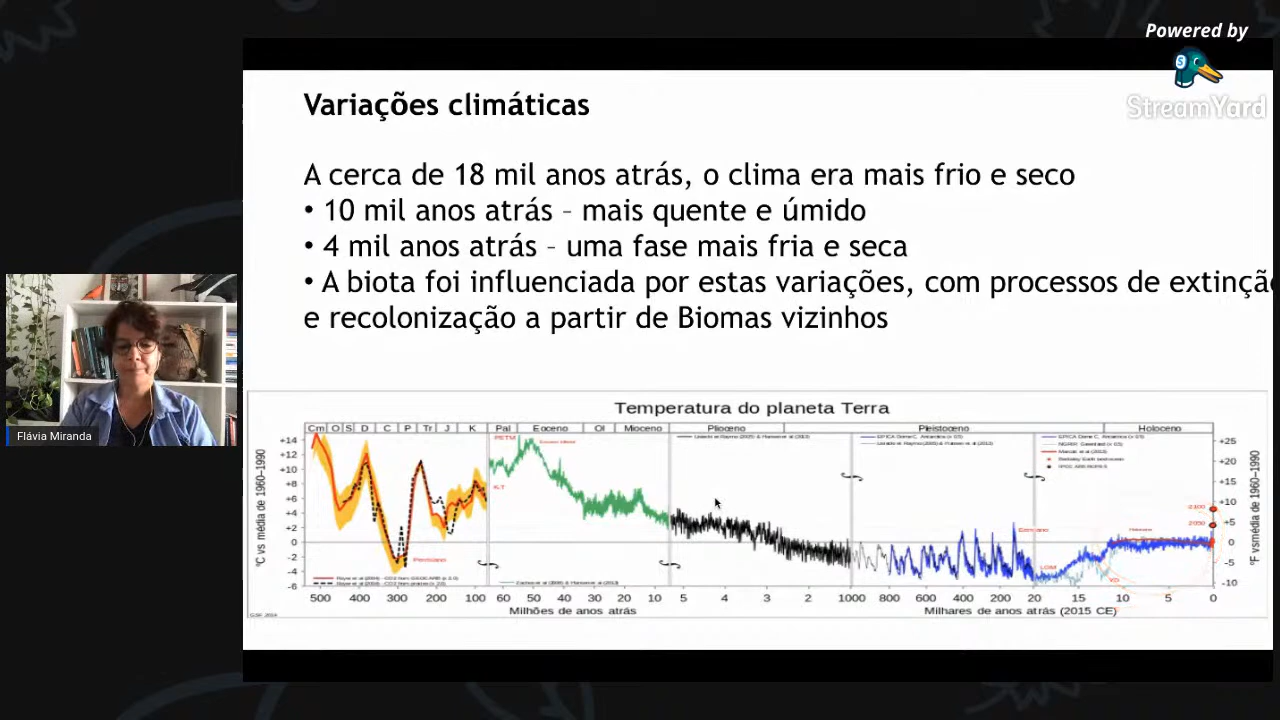 Powered by
StreamYard
Variações climáticas
A cerca de 18 mil anos atrás, o clima era mais frio e seco
• 10 mil anos atrás – mais quente e úmido
• 4 mil anos atrás – uma fase mais fria e seca
• A biota foi influenciada por estas variações, com processos de extinçã
e recolonização a partir de Biomas vizinhos
Flávia Miranda
Temperatura do planeta Terra
Cm O S D C P Tr J K Pal Eoceno Ol Mioceno Plioceno Pleistoceno Holoceno
°C vs média de 1960–1990
+14
+12
+10
+8
+6
+4
+2
0
-2
-4
-6
PETM
K-T
Permiano
LGM
YD
2100
2050
+25
+20
+15
+10
+5
0
-5
-10
°F vs média de 1960–1990
500 400 300 200 100 60 50 40 30 20 10 5 4 3 2 1000 800 600 400 200 20 15 10 5 0
Milhões de anos atrás
Milhares de anos atrás (2015 CE)